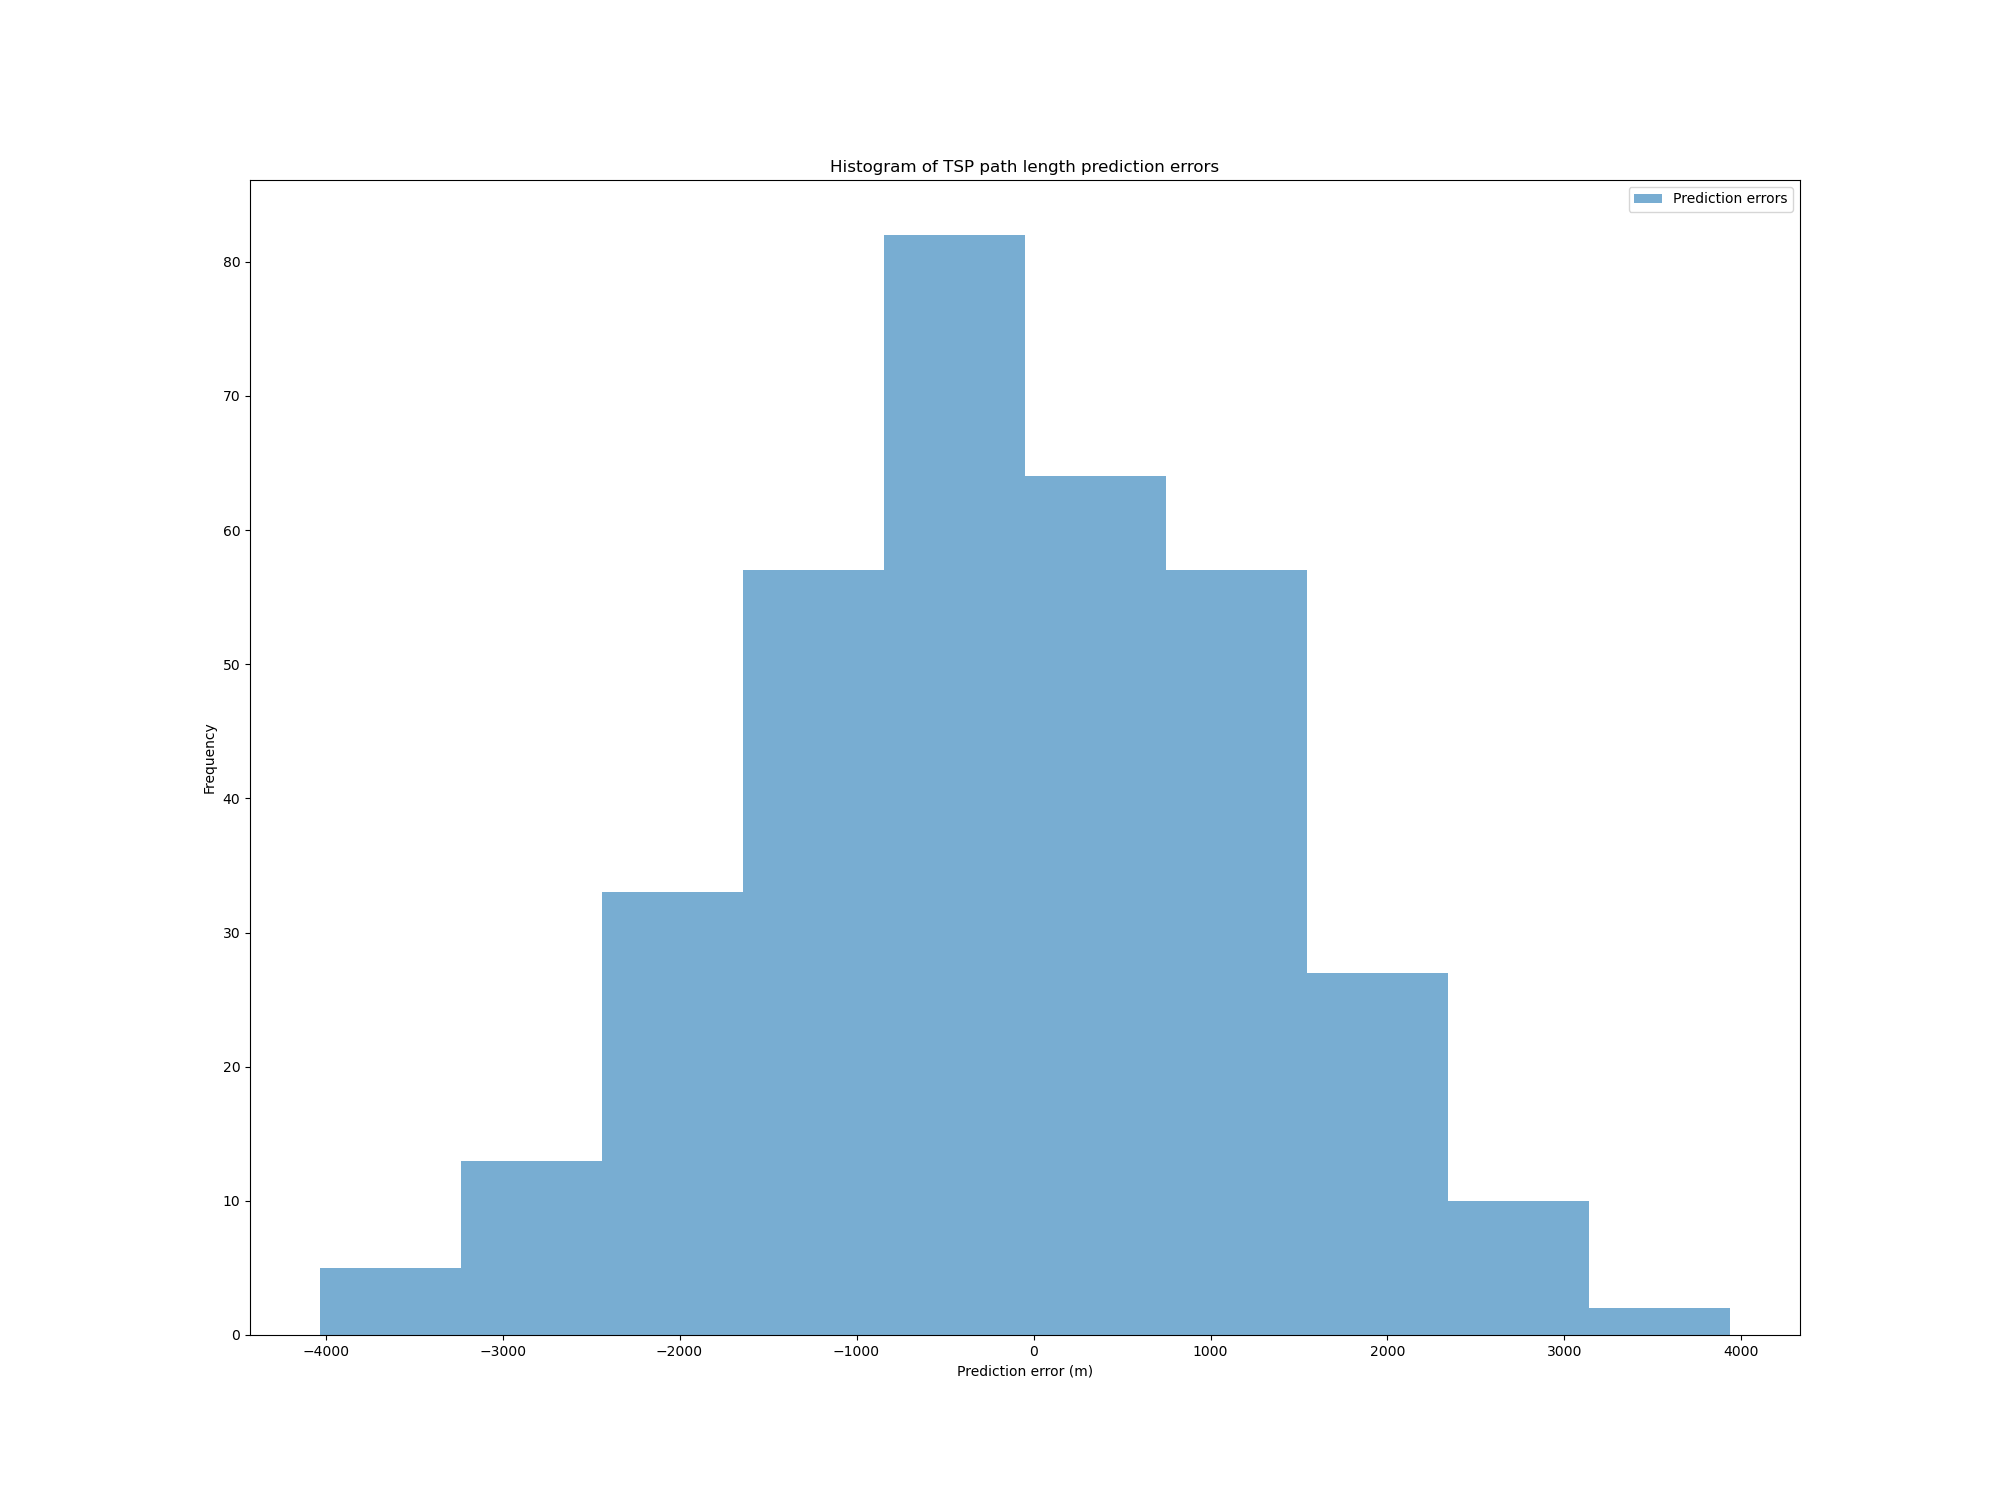 Histogram of TSP path length prediction errors
Prediction errors
80
70
60
50
40
30
20
10
0
Frequency
−4000 −3000 −2000 −1000 0 1000 2000 3000 4000
Prediction error (m)